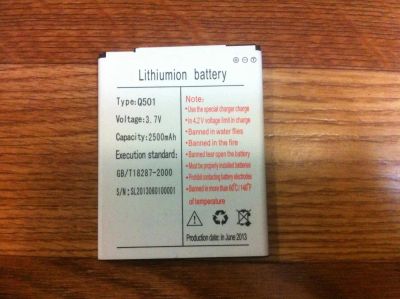 Lithiumion battery
Type:Q501
Voltage:3.7V
Capacity:2500mAh
Execution standard:
GB/T18287-2000
S/N:SL2013060100001
Note:
●Use the special charger charge
●In 4.2 V voltage limit in charge
●Banned in water flies
●Banned in the fire
●Banned tear open the battery
●Must be properly installed batteries
●Prohibit contacting battery electrodes
●Banned in more than 60℃/140℉
of temperature
Production date: in June 2013